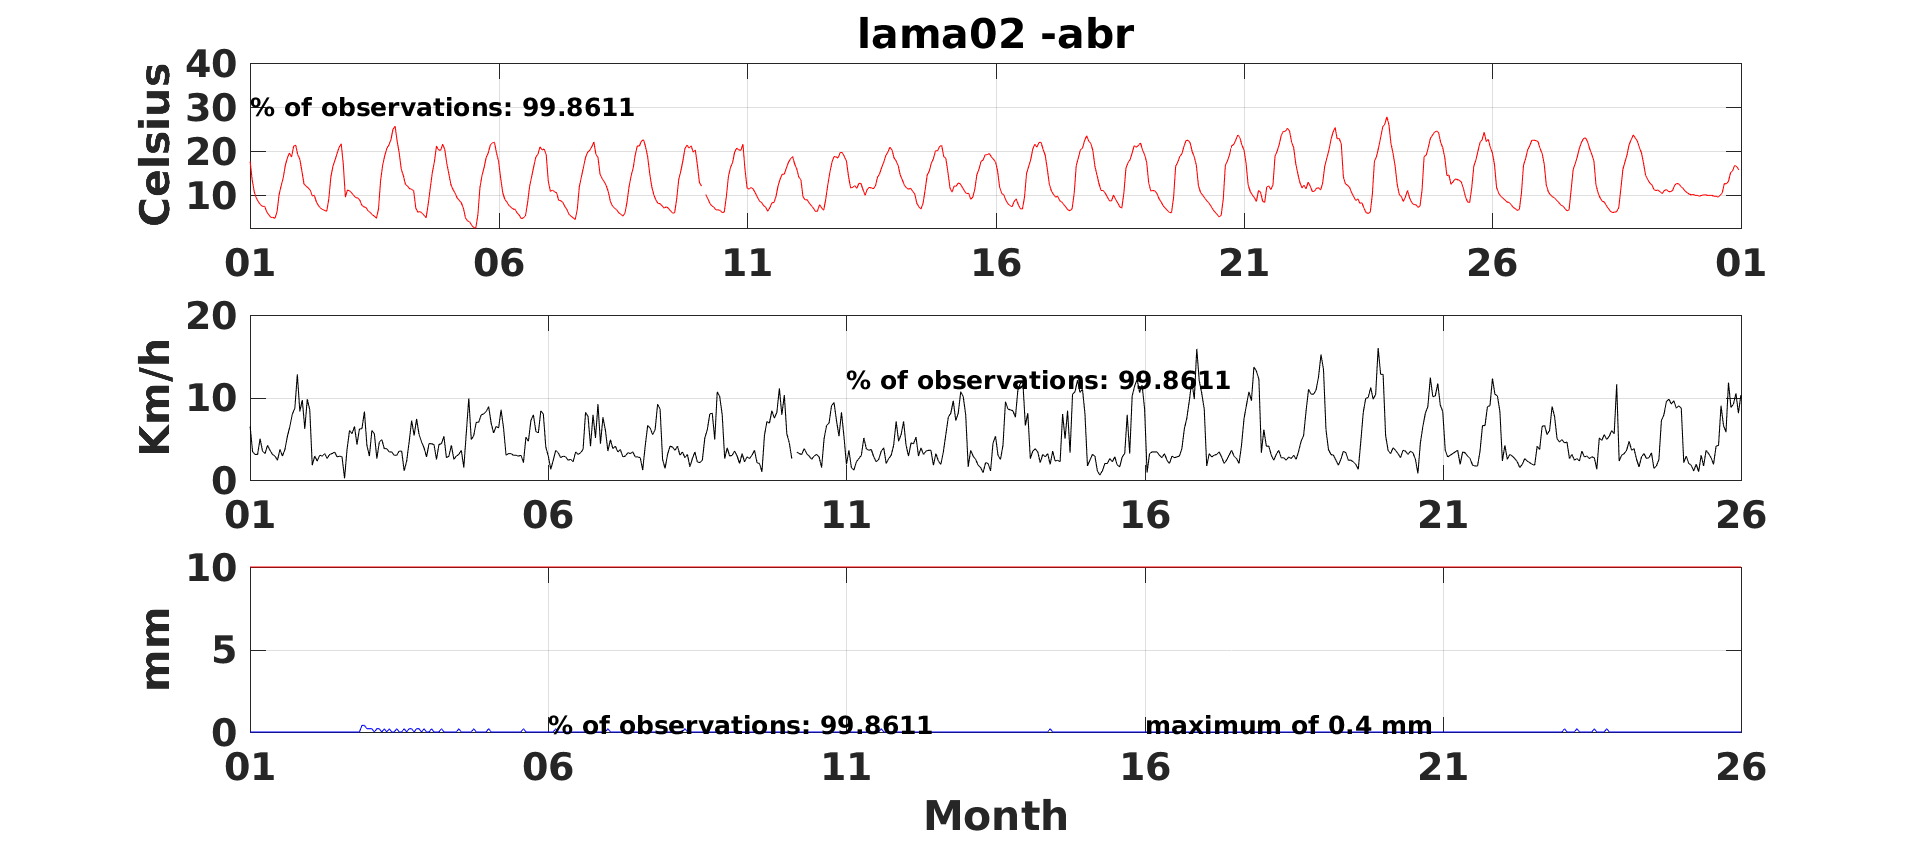 lama02 -abr
Celsius
40
30
20
10
% of observations: 99.8611
01 06 11 16 21 26 01
Km/h
20
10
0
% of observations: 99.8611
01 06 11 16 21 26
mm
10
5
0
% of observations: 99.8611 maximum of 0.4 mm
01 06 11 16 21 26
Month